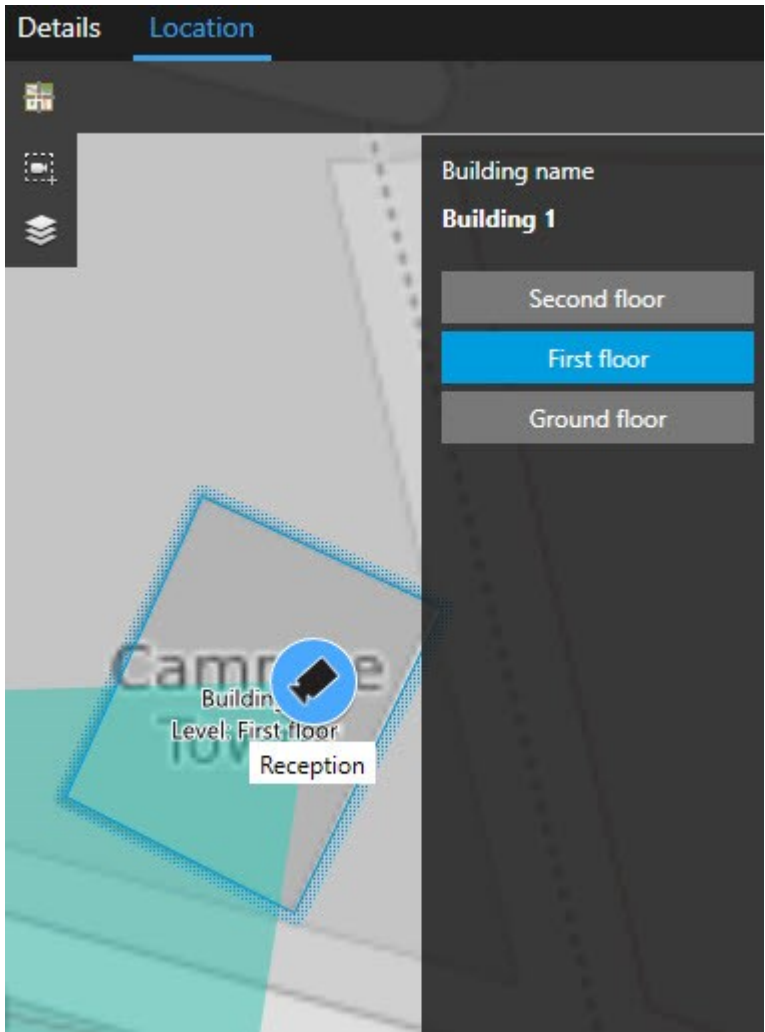 Details Location
Building name
Building 1
Second floor
First floor
Ground floor
Level: First floor
Reception